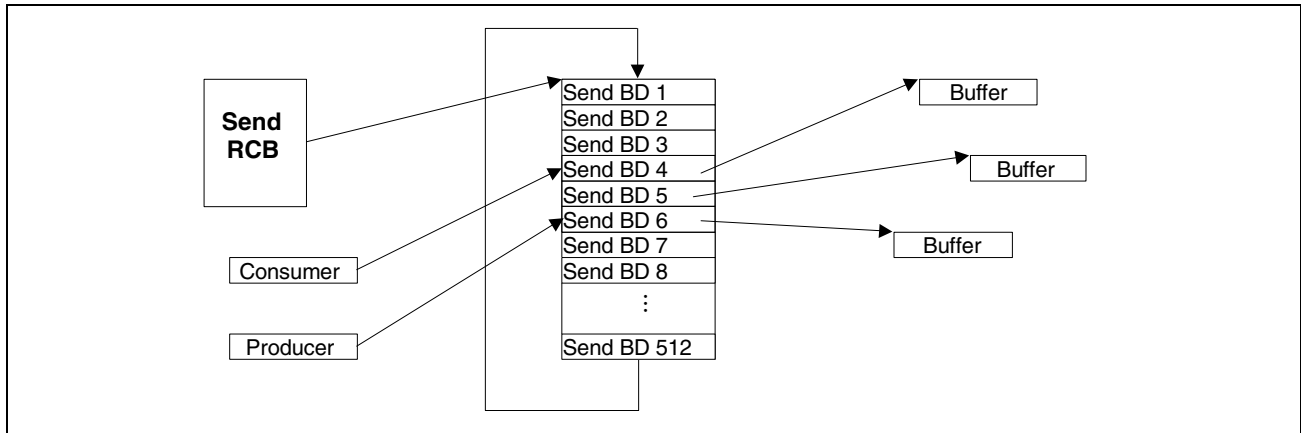 Send
RCB
Consumer
Producer
Send BD 1
Send BD 2
Send BD 3
Send BD 4
Send BD 5
Send BD 6
Send BD 7
Send BD 8
⋮
Send BD 512
Buffer
Buffer
Buffer